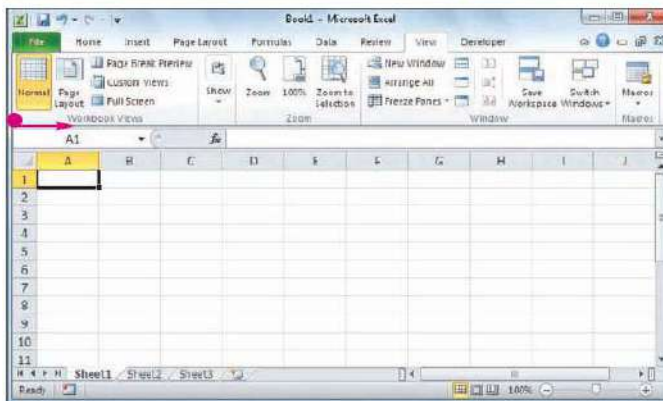 Book1 - Microsoft Excel
File Home Insert Page Layout Formulas Data Review View Developer
Page Break Preview New Window
Custom Views Arrange All
Normal Page Layout Full Screen Show Zoom 100% Zoom to Selection Freeze Panes Save Workspace Switch Windows Macros
Workbook Views Zoom Window Macros
A1 fx
A B C D E F G H I J
1
2
3
4
5
6
7
8
9
10
11
Sheet1 Sheet2 Sheet3
Ready 100%